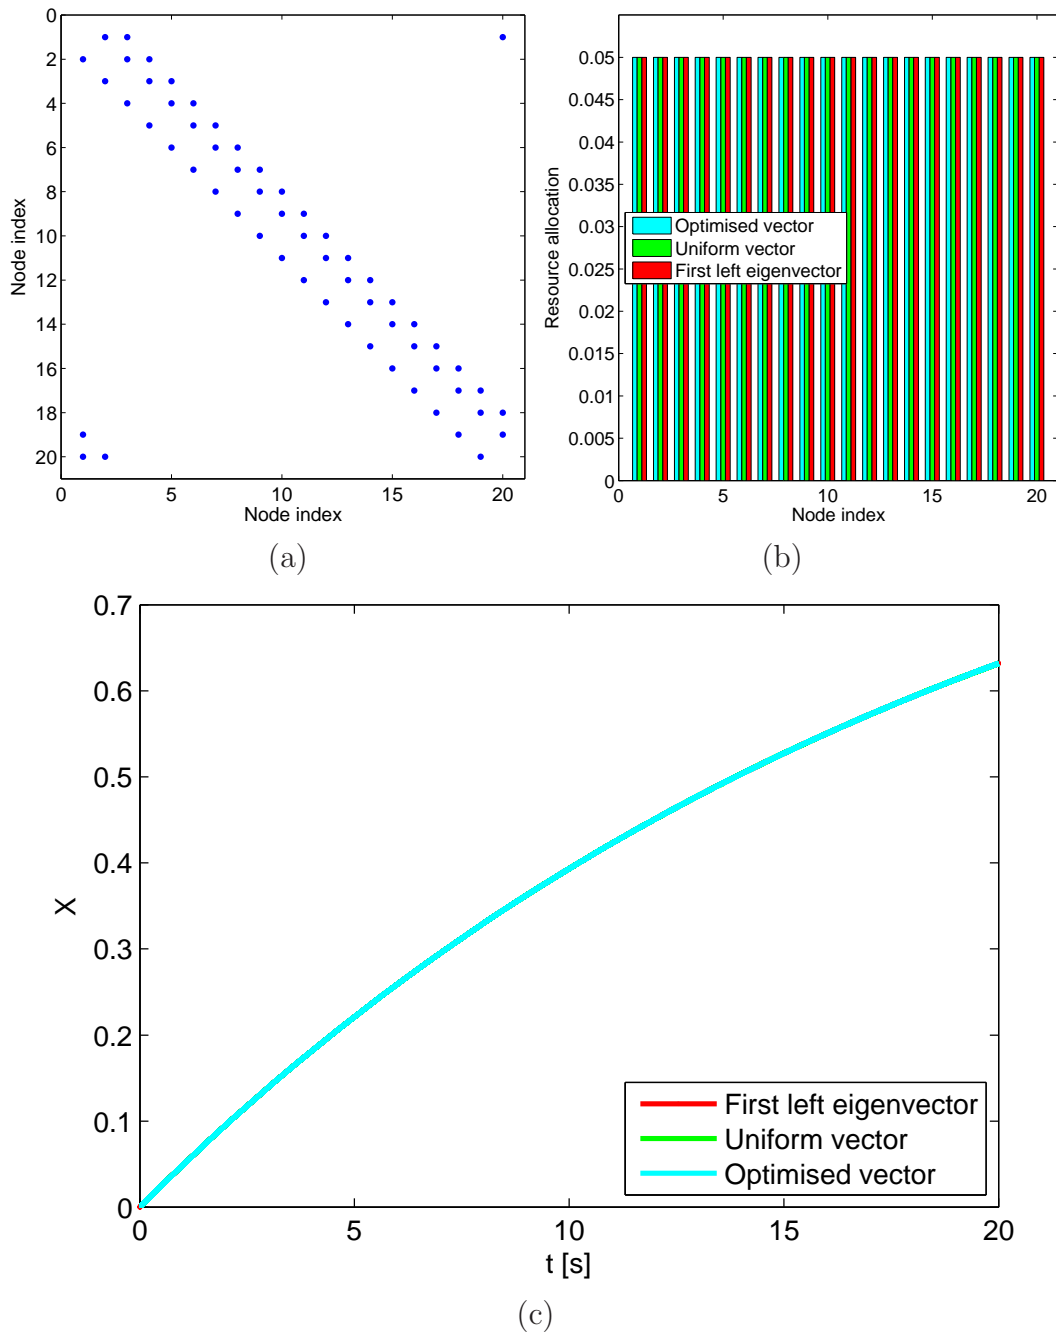 0
2
4
6
8
10
12
14
16
18
20
Node index
0 5 10 15 20
Node index
(a)
0.05
0.045
0.04
0.035
0.03
0.025
0.02
0.015
0.01
0.005
0
Resource allocation
Optimised vector
Uniform vector
First left eigenvector
0 5 10 15 20
Node index
(b)
0.7
0.6
0.5
0.4
0.3
0.2
0.1
0
X
First left eigenvector
Uniform vector
Optimised vector
0 5 10 15 20
t [s]
(c)